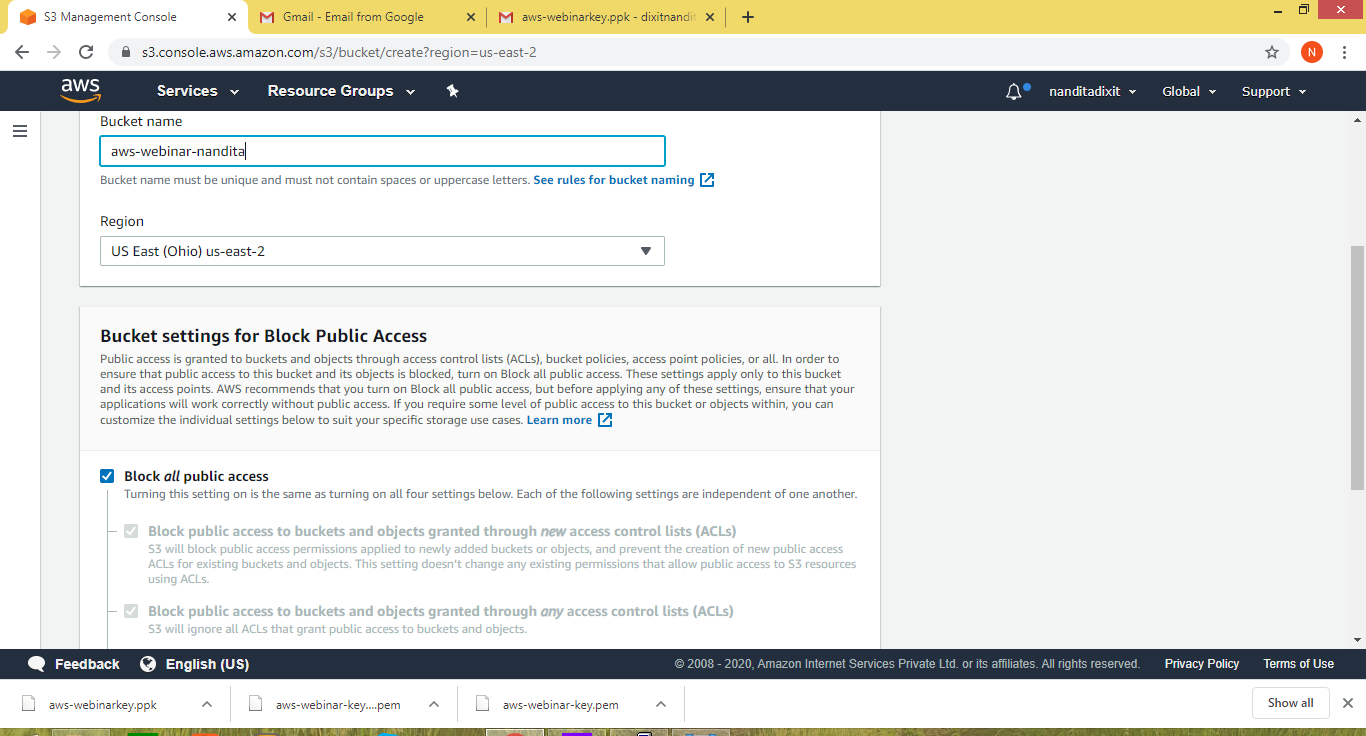 S3 Management Console
Gmail - Email from Google
aws-webinarkey.ppk - dixitnandit
s3.console.aws.amazon.com/s3/bucket/create?region=us-east-2
N
aws
Services
Resource Groups
nanditadixit
Global
Support
Bucket name
aws-webinar-nandita
Bucket name must be unique and must not contain spaces or uppercase letters. See rules for bucket naming
Region
US East (Ohio) us-east-2
Bucket settings for Block Public Access
Public access is granted to buckets and objects through access control lists (ACLs), bucket policies, access point policies, or all. In order to
ensure that public access to this bucket and its objects is blocked, turn on Block all public access. These settings apply only to this bucket
and its access points. AWS recommends that you turn on Block all public access, but before applying any of these settings, ensure that your
applications will work correctly without public access. If you require some level of public access to this bucket or objects within, you can
customize the individual settings below to suit your specific storage use cases. Learn more
Block all public access
Turning this setting on is the same as turning on all four settings below. Each of the following settings are independent of one another.
Block public access to buckets and objects granted through new access control lists (ACLs)
S3 will block public access permissions applied to newly added buckets or objects, and prevent the creation of new public access
ACLs for existing buckets and objects. This setting doesn't change any existing permissions that allow public access to S3 resources
using ACLs.
Block public access to buckets and objects granted through any access control lists (ACLs)
S3 will ignore all ACLs that grant public access to buckets and objects.
Feedback
English (US)
© 2008 - 2020, Amazon Internet Services Private Ltd. or its affiliates. All rights reserved.
Privacy Policy
Terms of Use
aws-webinarkey.ppk
aws-webinar-key....pem
aws-webinar-key.pem
Show all